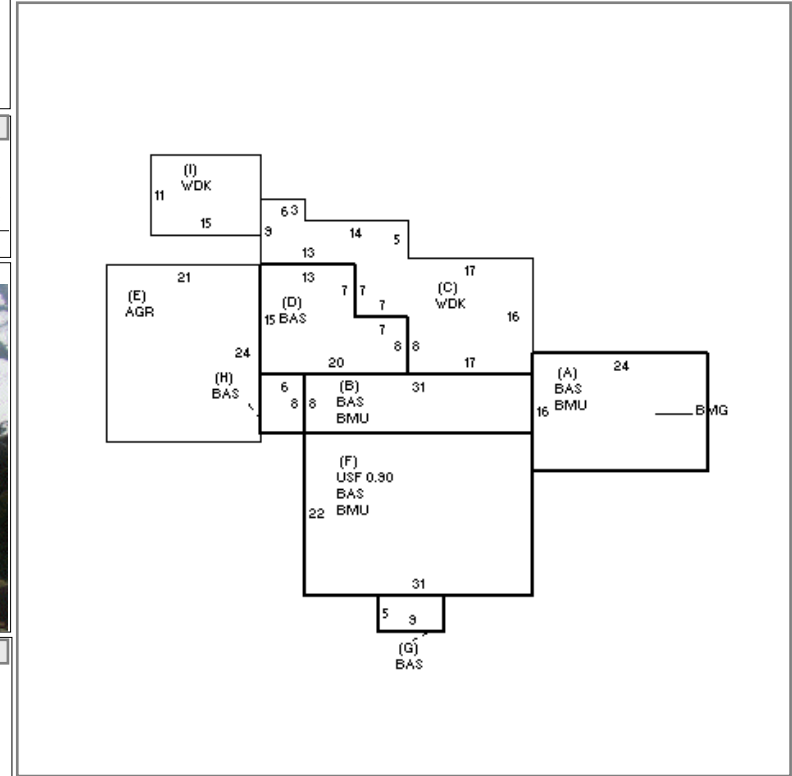 (I)
WDK
11
15
6 3
9
14
5
13
17
(C)
WDK
16
21
(E)
AGR
24
13
(D)
BAS
15
7 7
7
7
8 8
20
17
(H)
BAS
6
8 8
(B)
BAS
BMU
31
24
(A)
BAS
BMU
16
BMG
(F)
USF 0.90
BAS
BMU
22
31
5
9
(G)
BAS